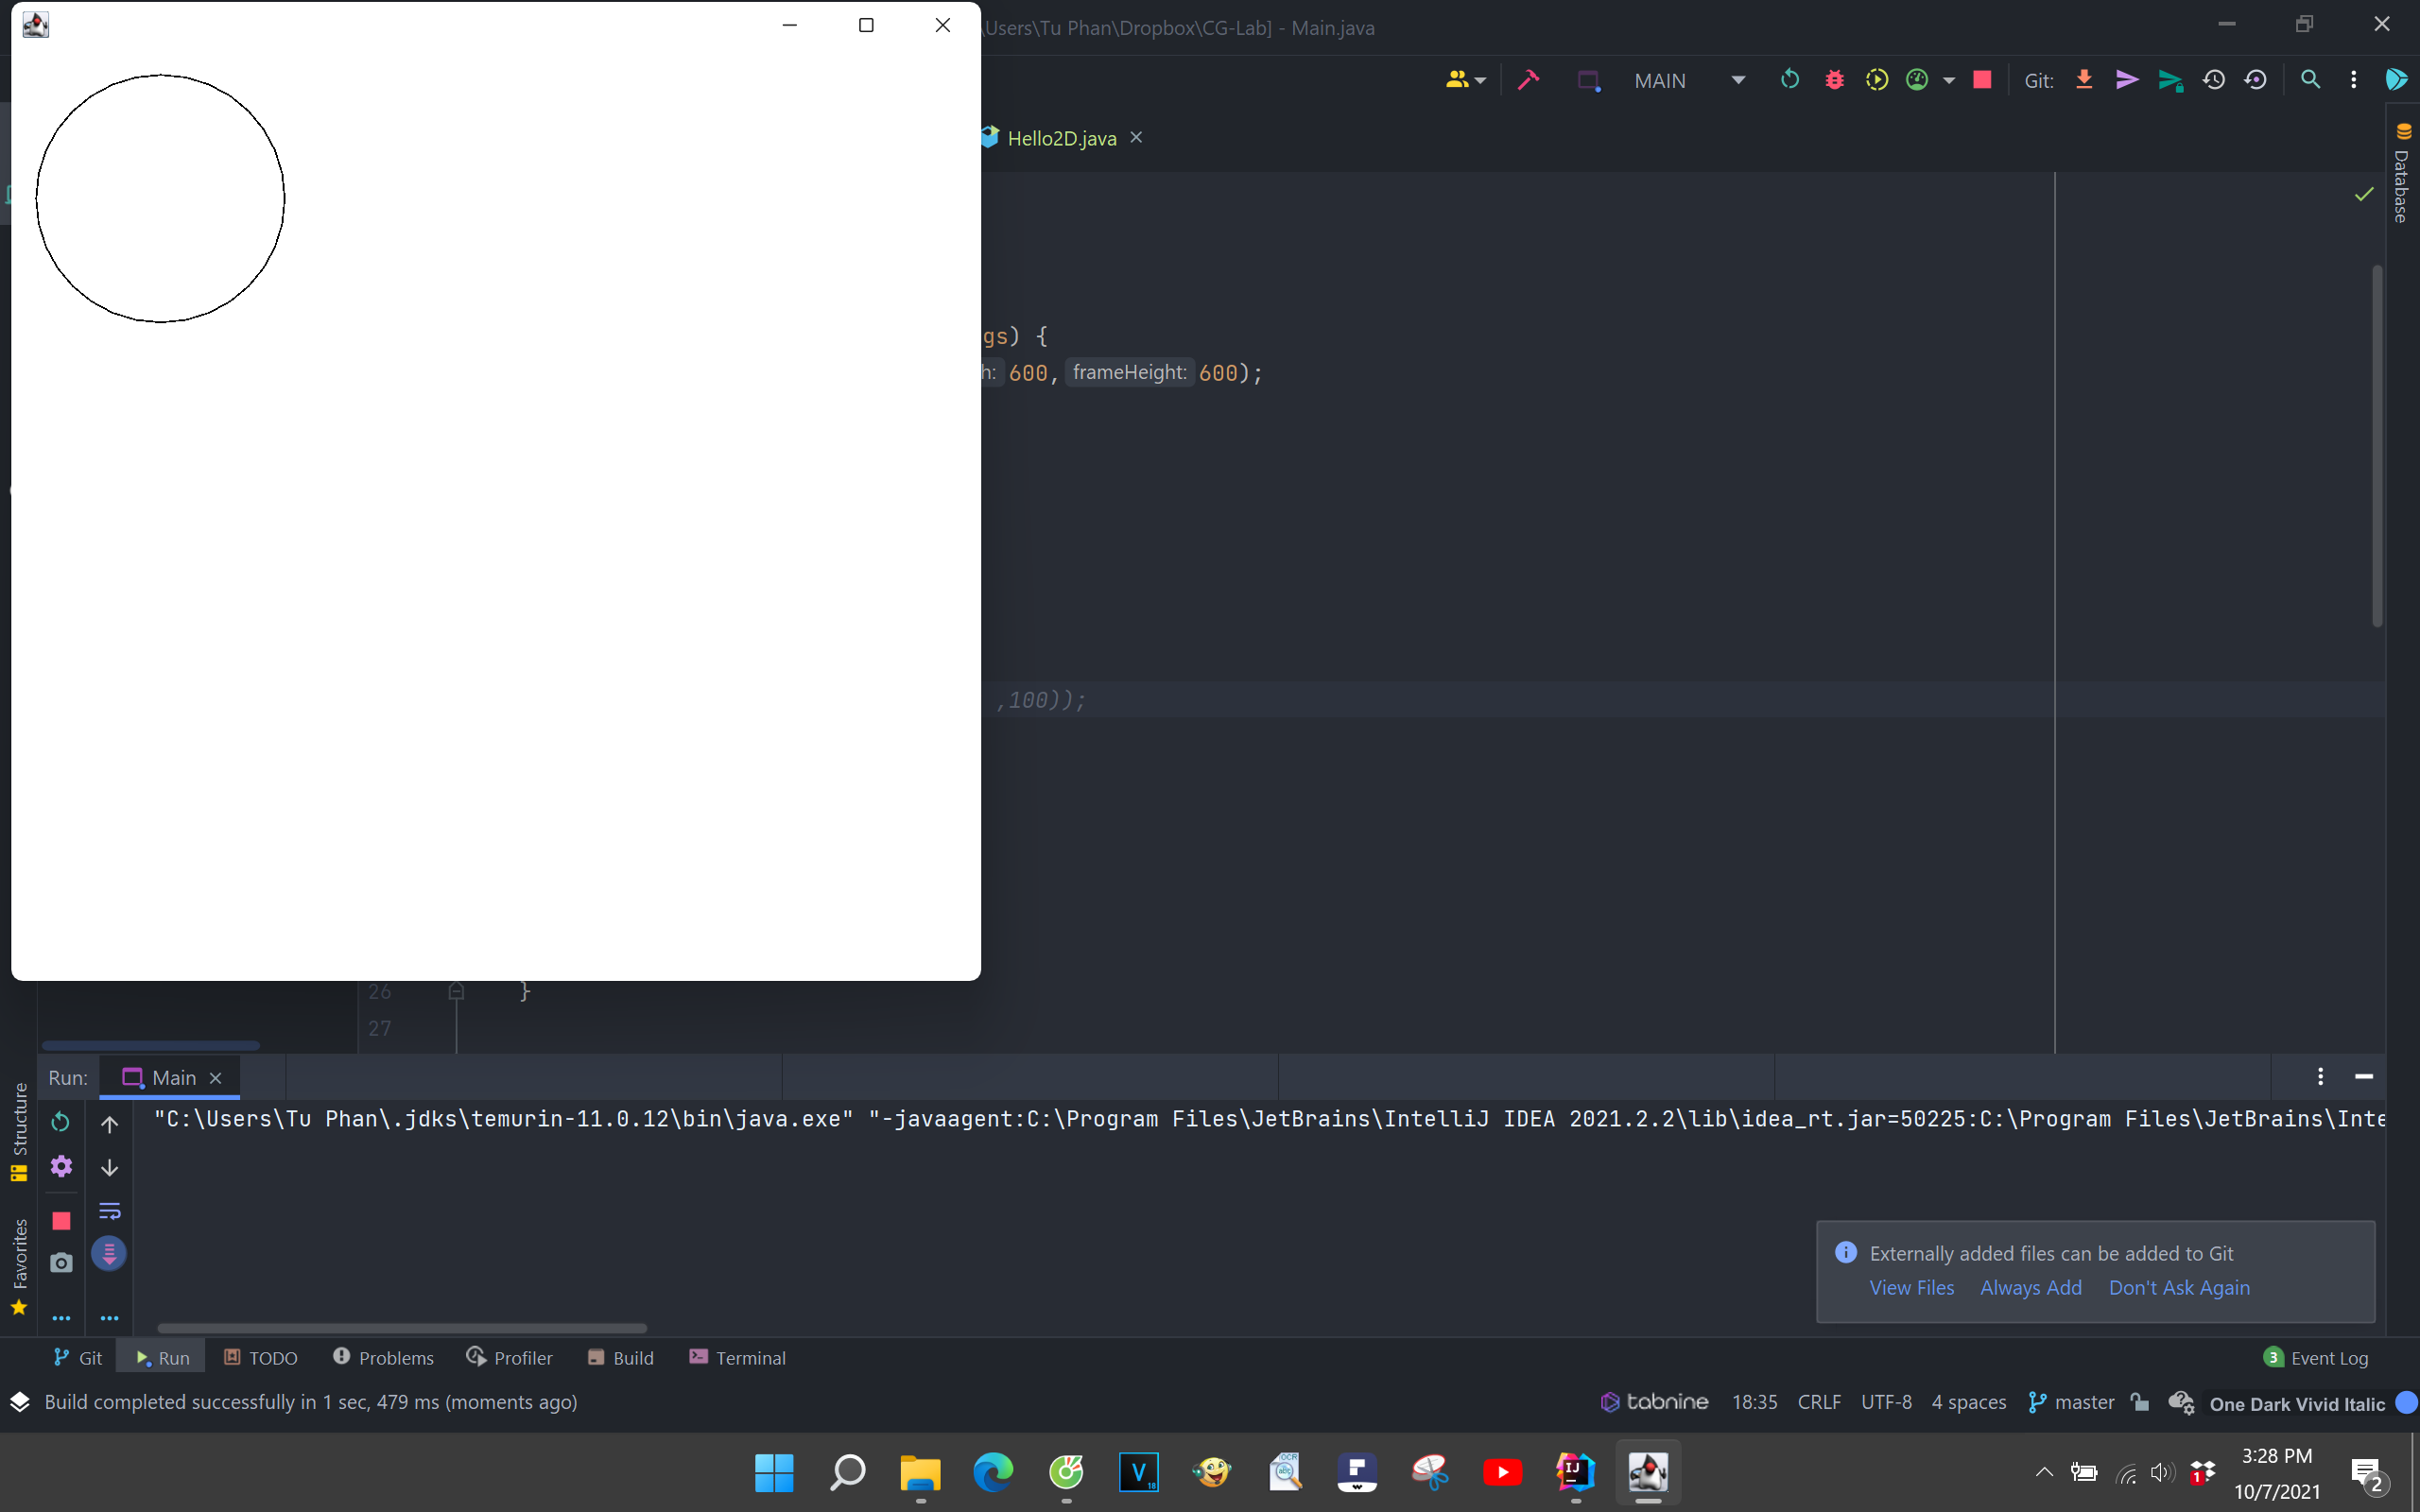 \Users\Tu Phan\Dropbox\CG-Lab] - Main.java
MAIN
Git:
Hello2D.java
Database
gs) {
h: 600, frameHeight: 600);
,100));
26 }
27
Run: Main
"C:\Users\Tu Phan\.jdks\temurin-11.0.12\bin\java.exe" "-javaagent:C:\Program Files\JetBrains\IntelliJ IDEA 2021.2.2\lib\idea_rt.jar=50225:C:\Program Files\JetBrains\Inte
Structure
Favorites
Externally added files can be added to Git
View Files Always Add Don't Ask Again
Git Run TODO Problems Profiler Build Terminal
3 Event Log
Build completed successfully in 1 sec, 479 ms (moments ago)
tabnine 18:35 CRLF UTF-8 4 spaces master One Dark Vivid Italic
V
18
OCR
abc
IJ
1
3:28 PM
10/7/2021
2